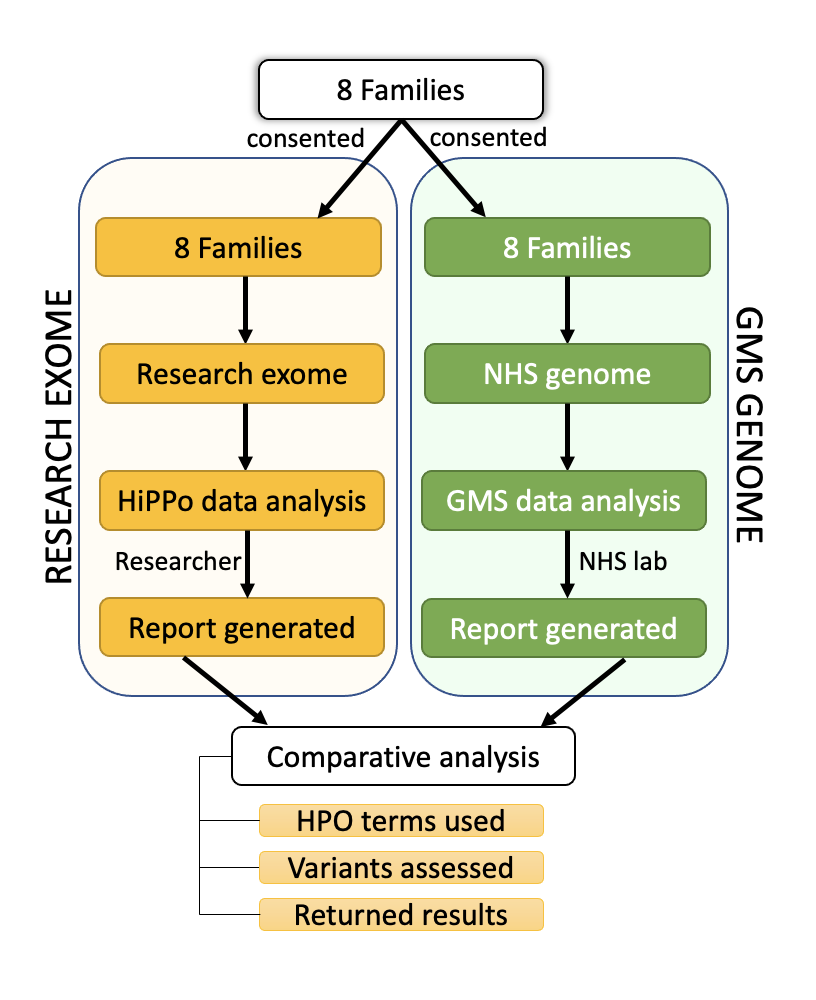 8 Families
consented
consented
RESEARCH EXOME
8 Families
Research exome
HiPPo data analysis
Researcher
Report generated
GMS GENOME
8 Families
NHS genome
GMS data analysis
NHS lab
Report generated
Comparative analysis
HPO terms used
Variants assessed
Returned results